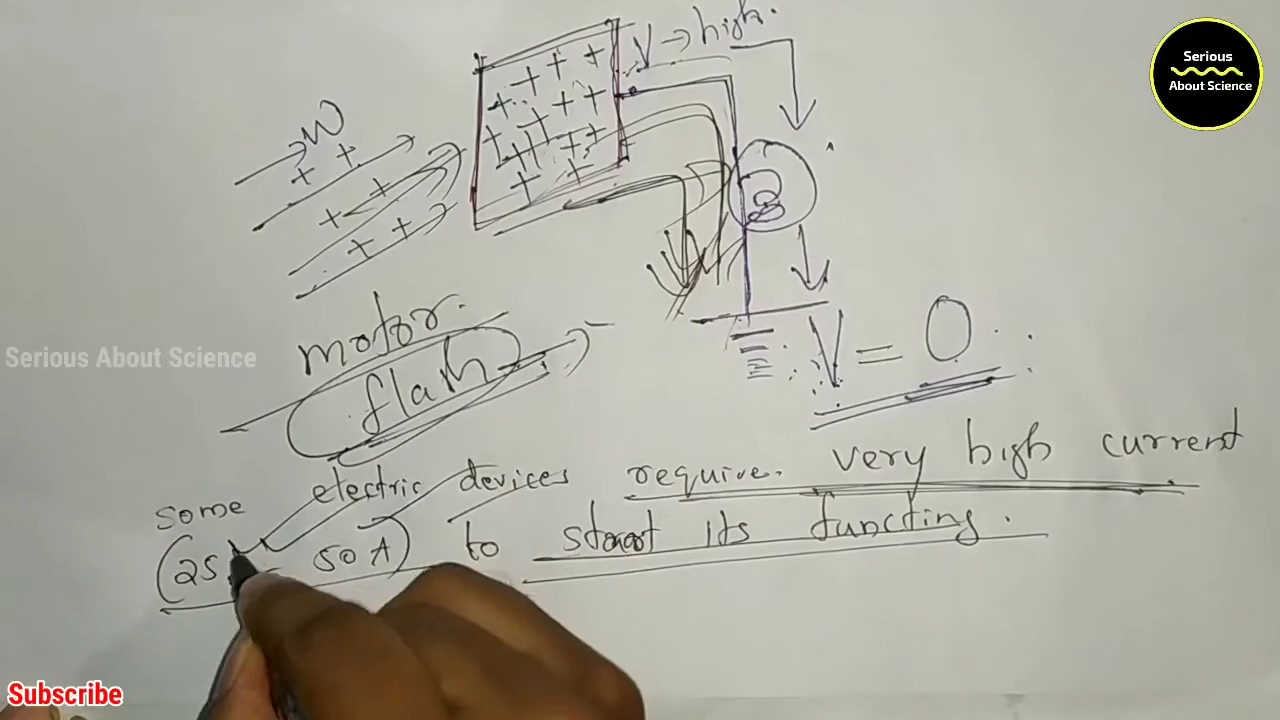 V → high.
Serious
About Science
W
motor.
flash
V = 0
Serious About Science
Some electric devices require very high current
(25 - 50 A) to start its functing.
Subscribe